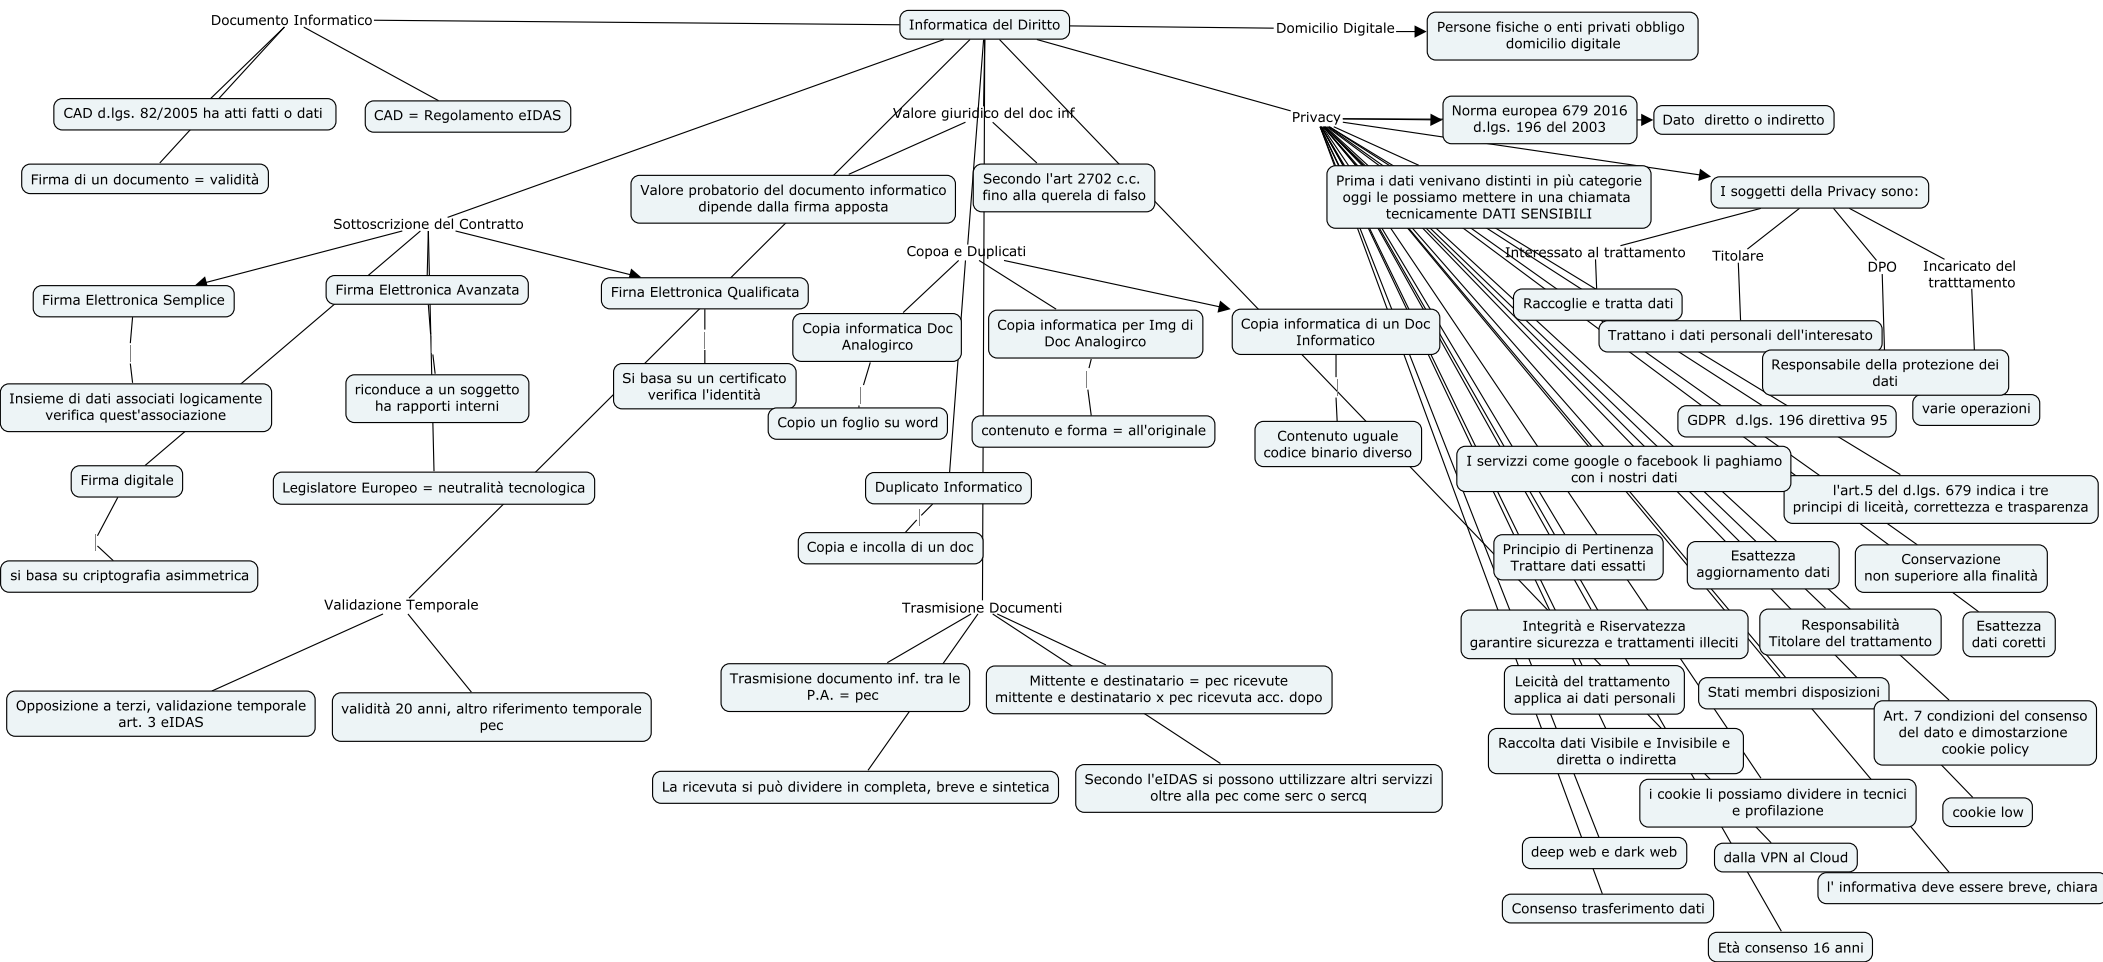 Documento Informatico
Informatica del Diritto
Domicilio Digitale
Persone fisiche o enti privati obbligo
domicilio digitale
CAD d.lgs. 82/2005 ha atti fatti o dati
CAD = Regolamento eIDAS
Firma di un documento = validità
Valore giuridico del doc inf
Valore probatorio del documento informatico
dipende dalla firma apposta
Secondo l'art 2702 c.c.
fino alla querela di falso
Privacy
Norma europea 679 2016
d.lgs. 196 del 2003
Dato  diretto o indiretto
Prima i dati venivano distinti in più categorie
oggi le possiamo mettere in una chiamata
tecnicamente DATI SENSIBILI
I soggetti della Privacy sono:
Interessato al trattamento
Titolare
DPO
Incaricato del
tratttamento
Raccoglie e tratta dati
Trattano i dati personali dell'interesato
Responsabile della protezione dei
dati
varie operazioni
Sottoscrizione del Contratto
Firma Elettronica Semplice
Firma Elettronica Avanzata
Firna Elettronica Qualificata
Insieme di dati associati logicamente
verifica quest'associazione
riconduce a un soggetto
ha rapporti interni
Si basa su un certificato
verifica l'identità
Firma digitale
Legislatore Europeo = neutralità tecnologica
si basa su criptografia asimmetrica
Copoa e Duplicati
Copia informatica Doc
Analogirco
Copia informatica per Img di
Doc Analogirco
Copia informatica di un Doc
Informatico
Copio un foglio su word
contenuto e forma = all'originale
Contenuto uguale
codice binario diverso
Duplicato Informatico
Copia e incolla di un doc
Validazione Temporale
Opposizione a terzi, validazione temporale
art. 3 eIDAS
validità 20 anni, altro riferimento temporale
pec
Trasmisione Documenti
Trasmisione documento inf. tra le
P.A. = pec
Mittente e destinatario = pec ricevute
mittente e destinatario x pec ricevuta acc. dopo
La ricevuta si può dividere in completa, breve e sintetica
Secondo l'eIDAS si possono uttilizzare altri servizzi
oltre alla pec come serc o sercq
GDPR  d.lgs. 196 direttiva 95
I servizzi come google o facebook li paghiamo
con i nostri dati
l'art.5 del d.lgs. 679 indica i tre
principi di liceità, correttezza e trasparenza
Principio di Pertinenza
Trattare dati essatti
Esattezza
aggiornamento dati
Conservazione
non superiore alla finalità
Integrità e Riservatezza
garantire sicurezza e trattamenti illeciti
Responsabilità
Titolare del trattamento
Esattezza
dati coretti
Leicità del trattamento
applica ai dati personali
Stati membri disposizioni
Art. 7 condizioni del consenso
del dato e dimostarzione
cookie policy
Raccolta dati Visibile e Invisibile e
diretta o indiretta
i cookie li possiamo dividere in tecnici
e profilazione
cookie low
deep web e dark web
dalla VPN al Cloud
l' informativa deve essere breve, chiara
Consenso trasferimento dati
Età consenso 16 anni